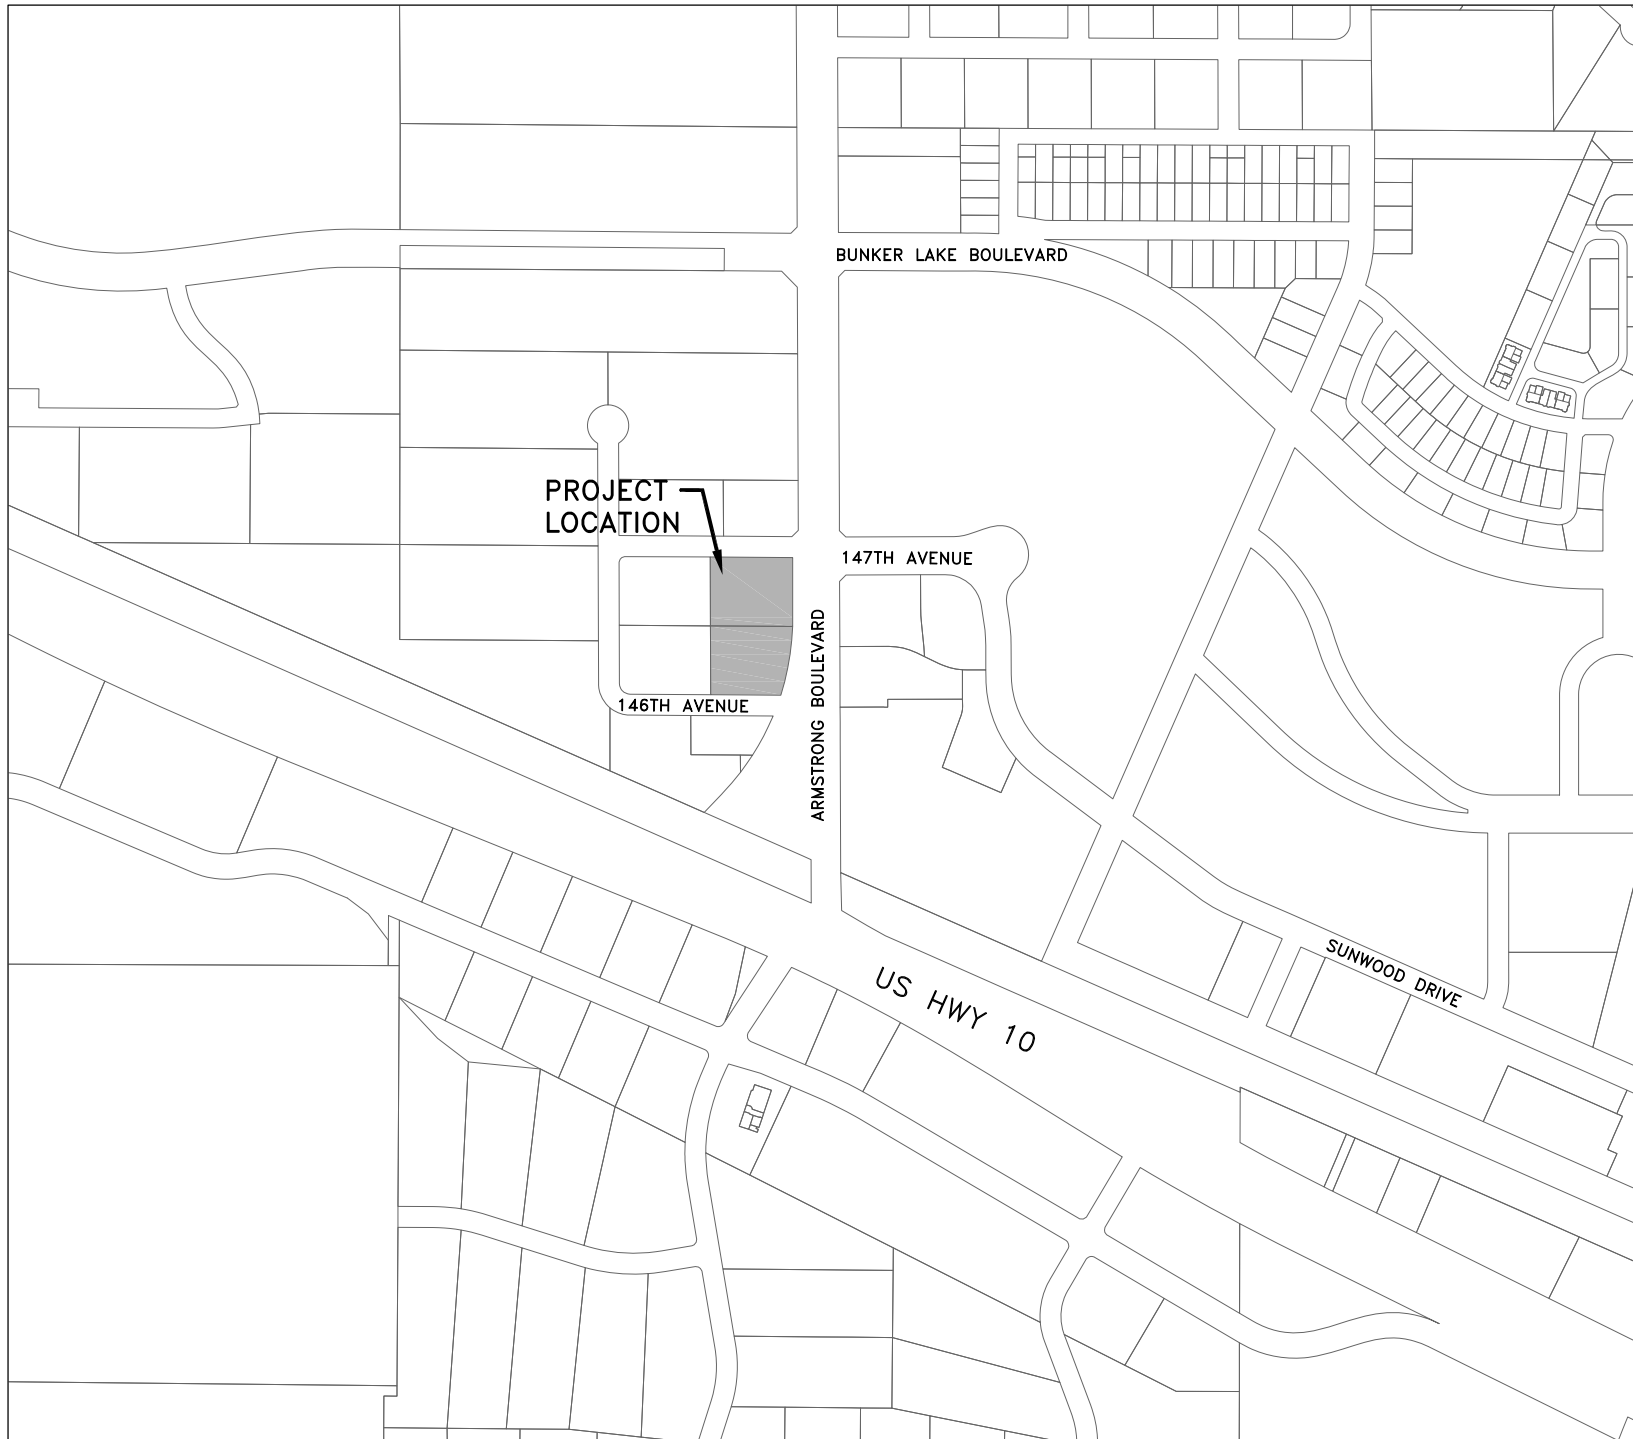 BUNKER LAKE BOULEVARD
PROJECT
LOCATION
147TH AVENUE
ARMSTRONG BOULEVARD
146TH AVENUE
SUNWOOD DRIVE
US HWY 10